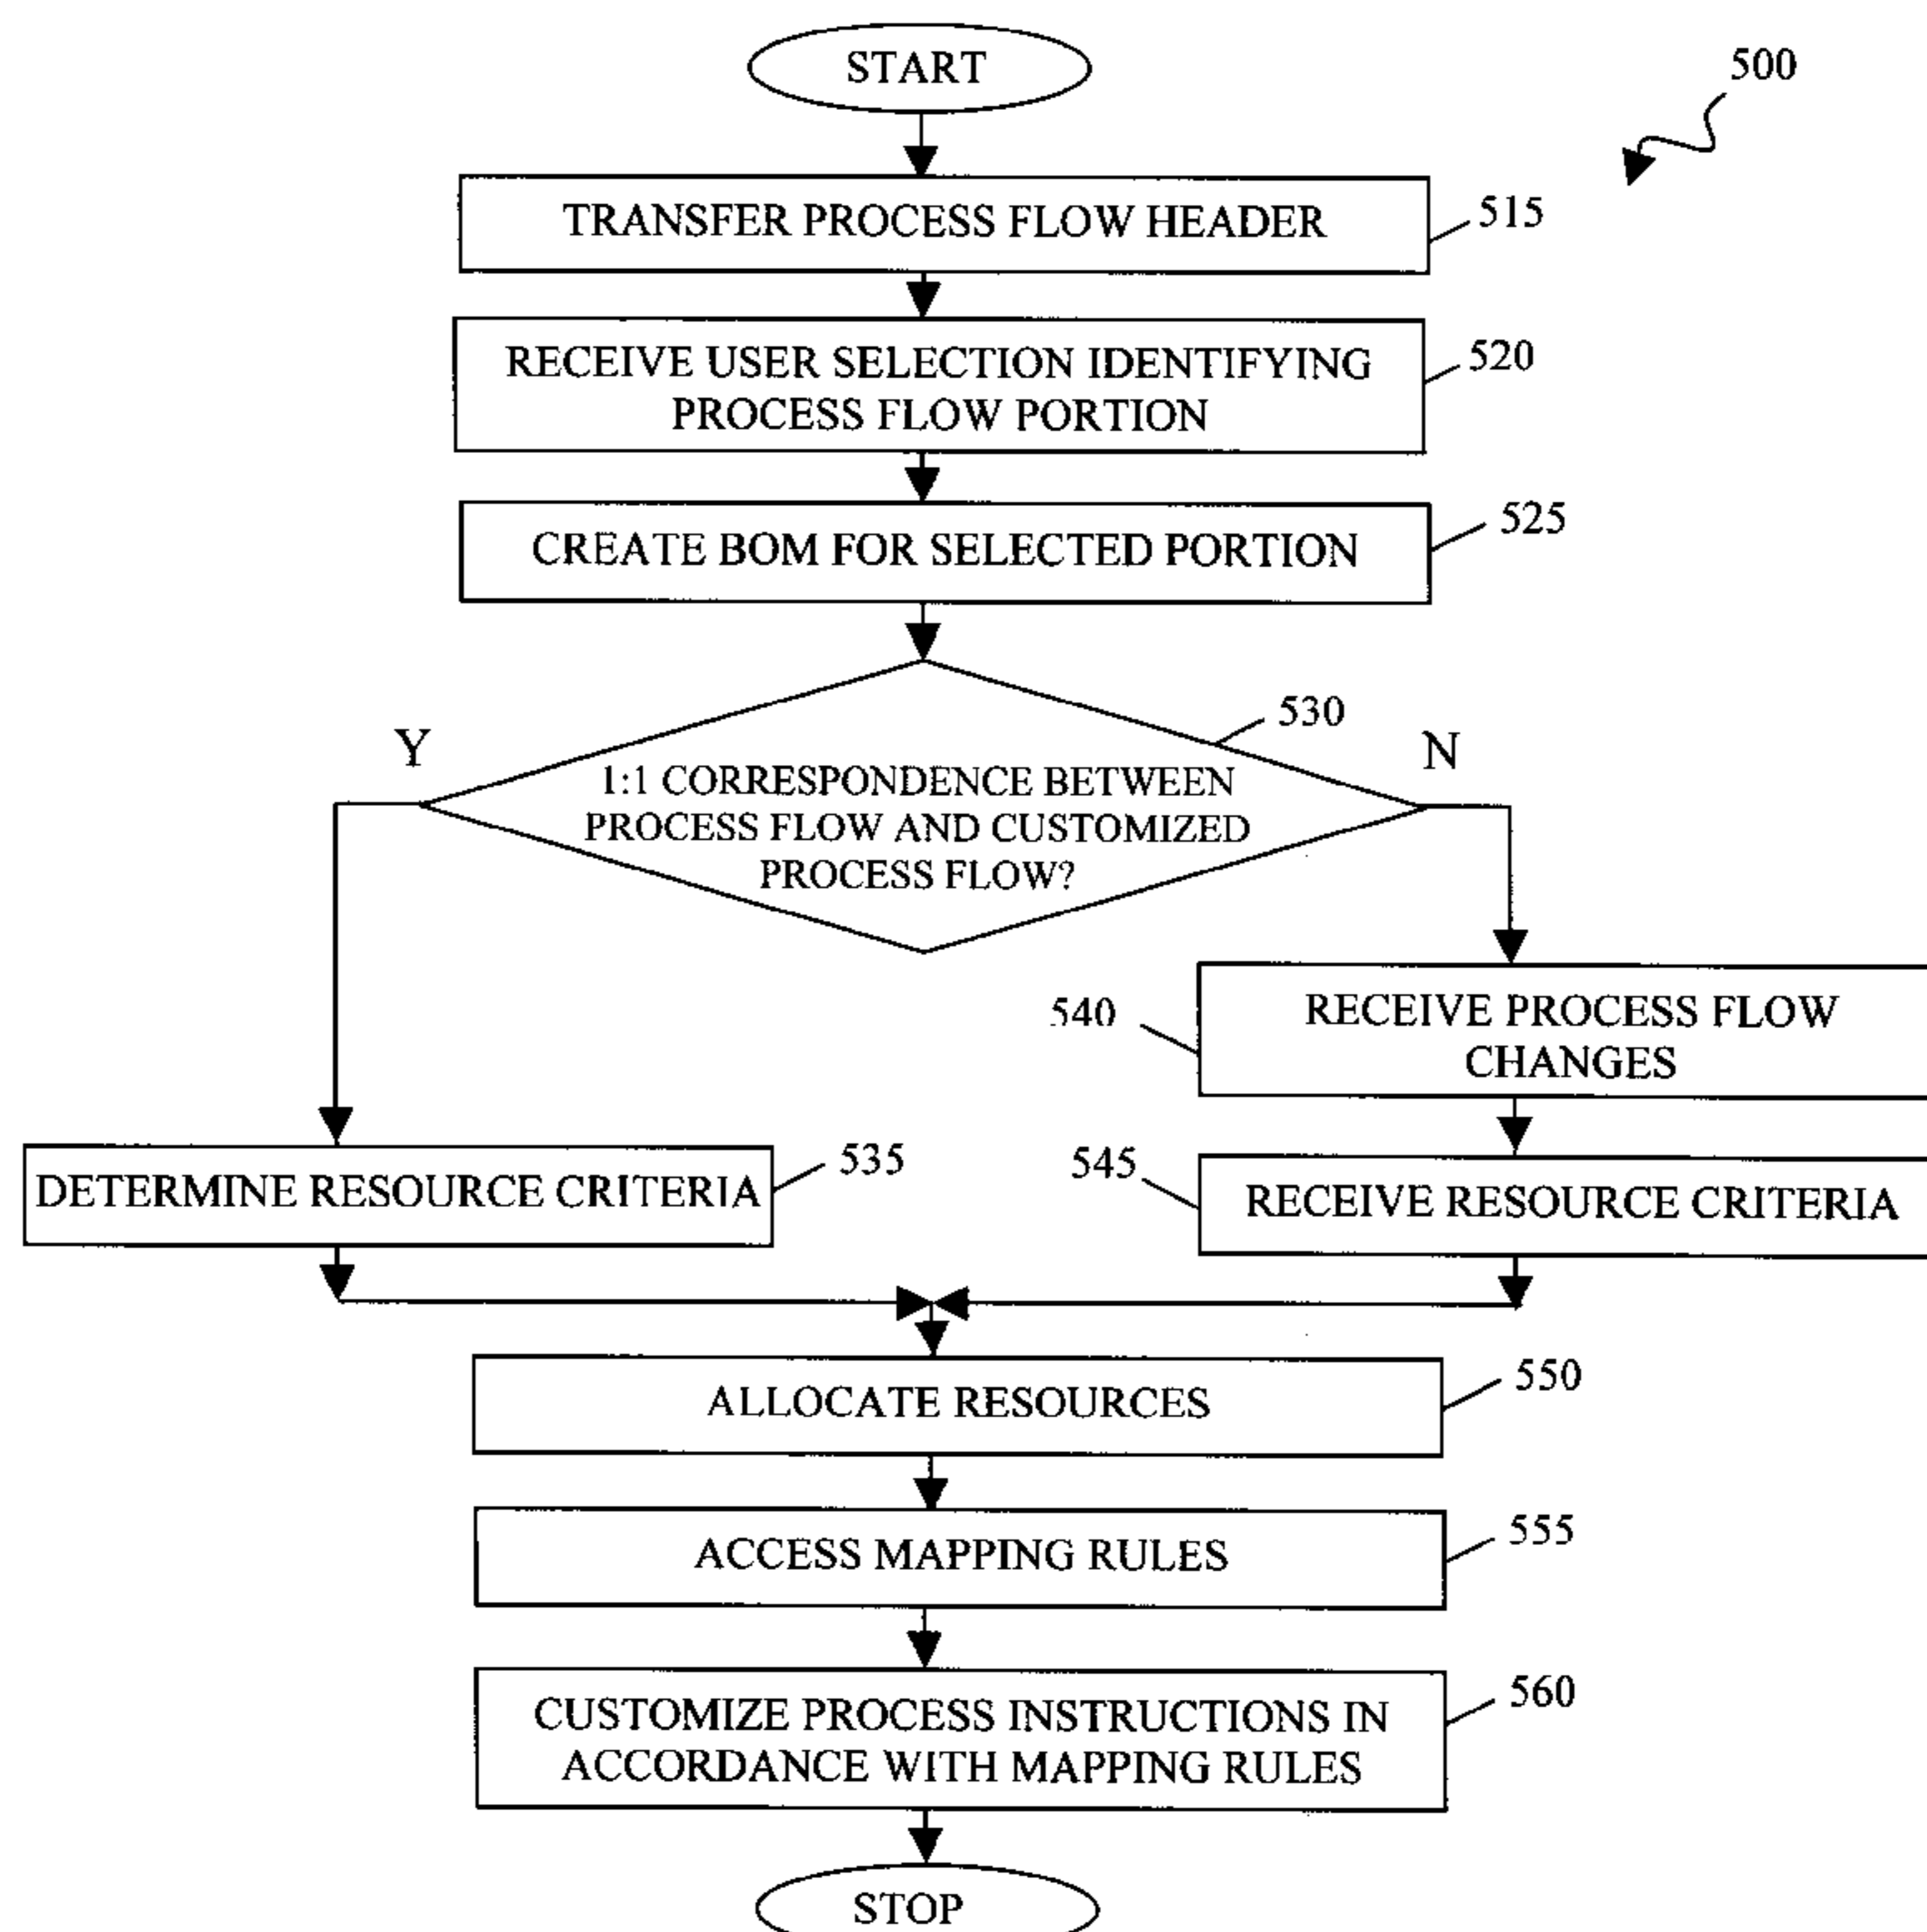 START
500
TRANSFER PROCESS FLOW HEADER
515
RECEIVE USER SELECTION IDENTIFYING
PROCESS FLOW PORTION
520
CREATE BOM FOR SELECTED PORTION
525
530
Y
N
1:1 CORRESPONDENCE BETWEEN
PROCESS FLOW AND CUSTOMIZED
PROCESS FLOW?
540
RECEIVE PROCESS FLOW
CHANGES
DETERMINE RESOURCE CRITERIA
535
545
RECEIVE RESOURCE CRITERIA
ALLOCATE RESOURCES
550
ACCESS MAPPING RULES
555
CUSTOMIZE PROCESS INSTRUCTIONS IN
ACCORDANCE WITH MAPPING RULES
560
STOP